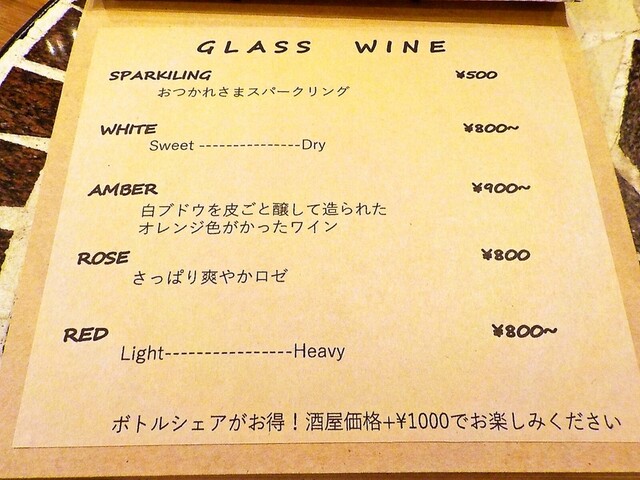 GLASS WINE
SPARKILING ¥500
おつかれさまスパークリング
WHITE ¥800~
Sweet ---------------Dry
AMBER ¥900~
白ブドウを皮ごと醸して造られた
オレンジ色がかったワイン
ROSE ¥800
さっぱり爽やかロゼ
RED ¥800~
Light-----------------Heavy
ボトルシェアがお得！酒屋価格+¥1000でお楽しみください